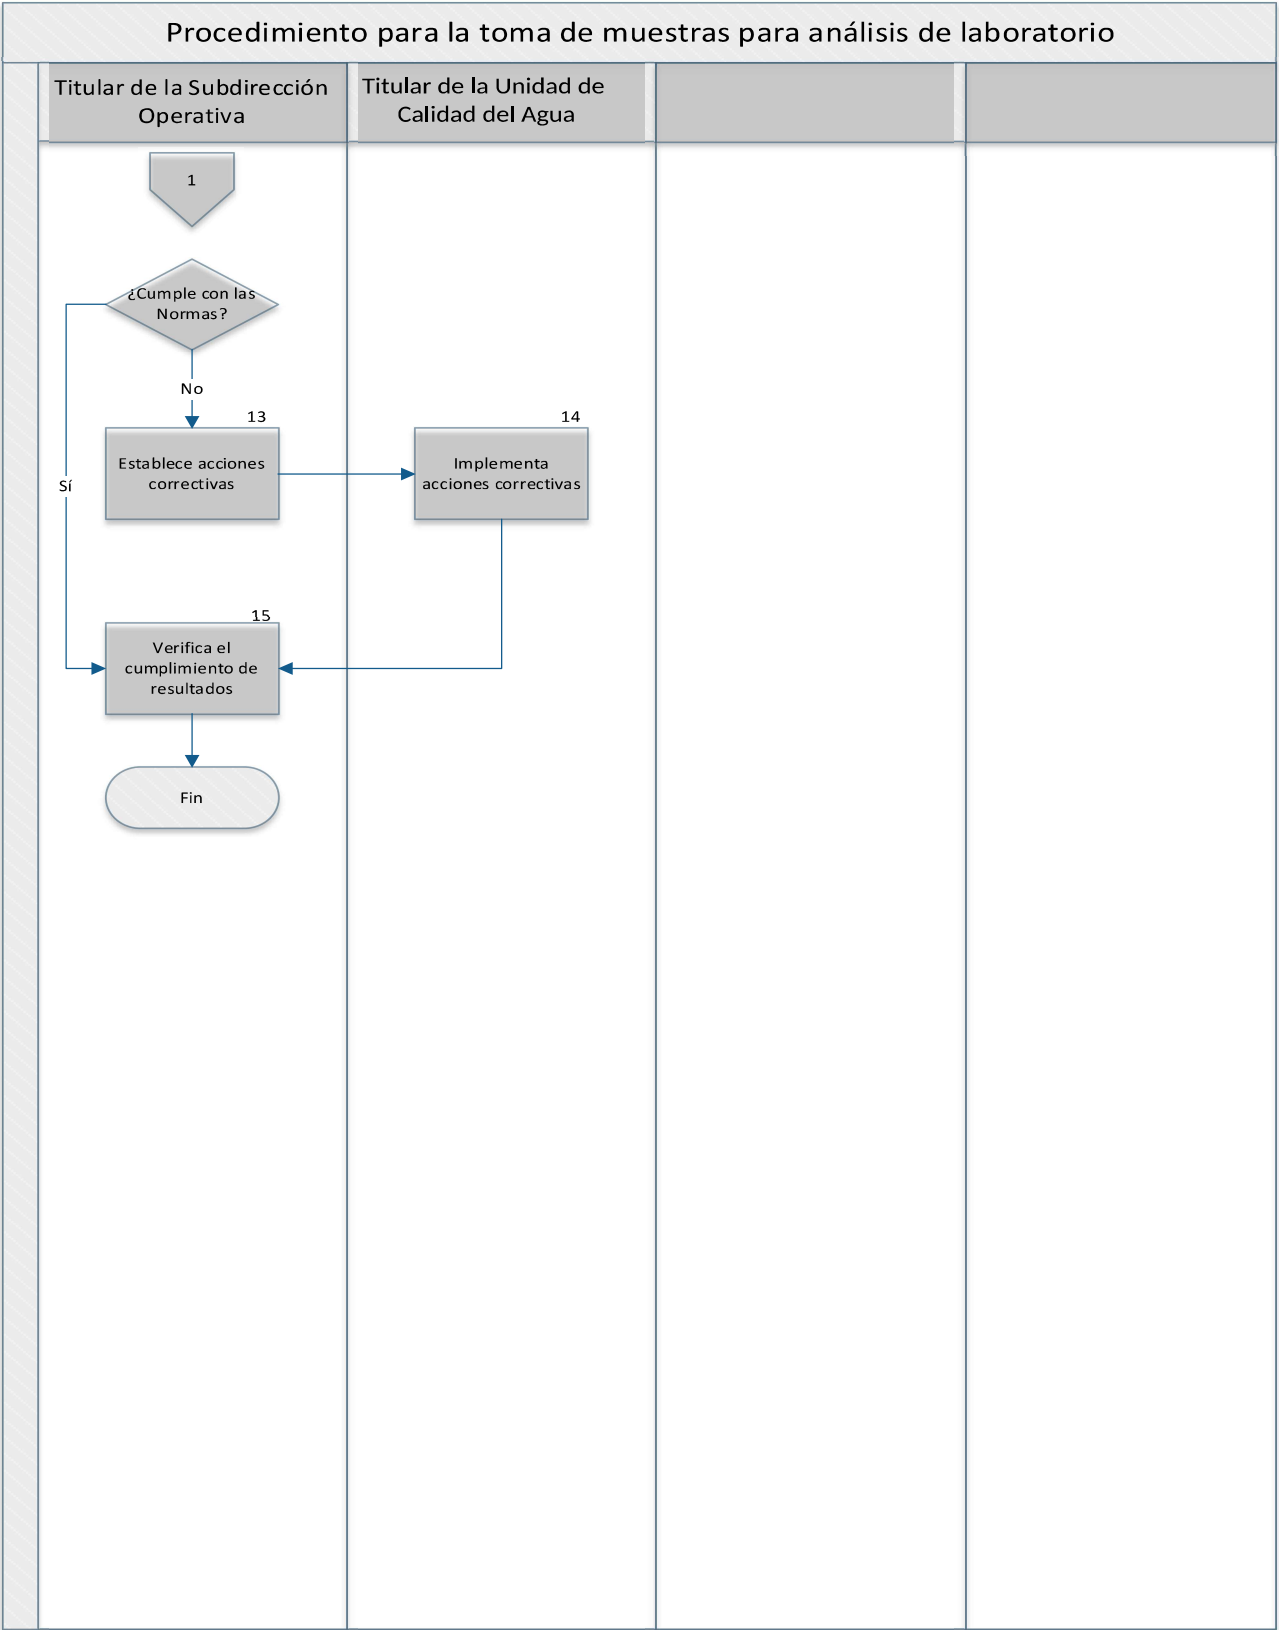 Procedimiento para la toma de muestras para análisis de laboratorio
Titular de la Subdirección
Operativa
Titular de la Unidad de
Calidad del Agua
1
¿Cumple con las
Normas?
No
Sí
13
Establece acciones
correctivas
14
Implementa
acciones correctivas
15
Verifica el
cumplimiento de
resultados
Fin